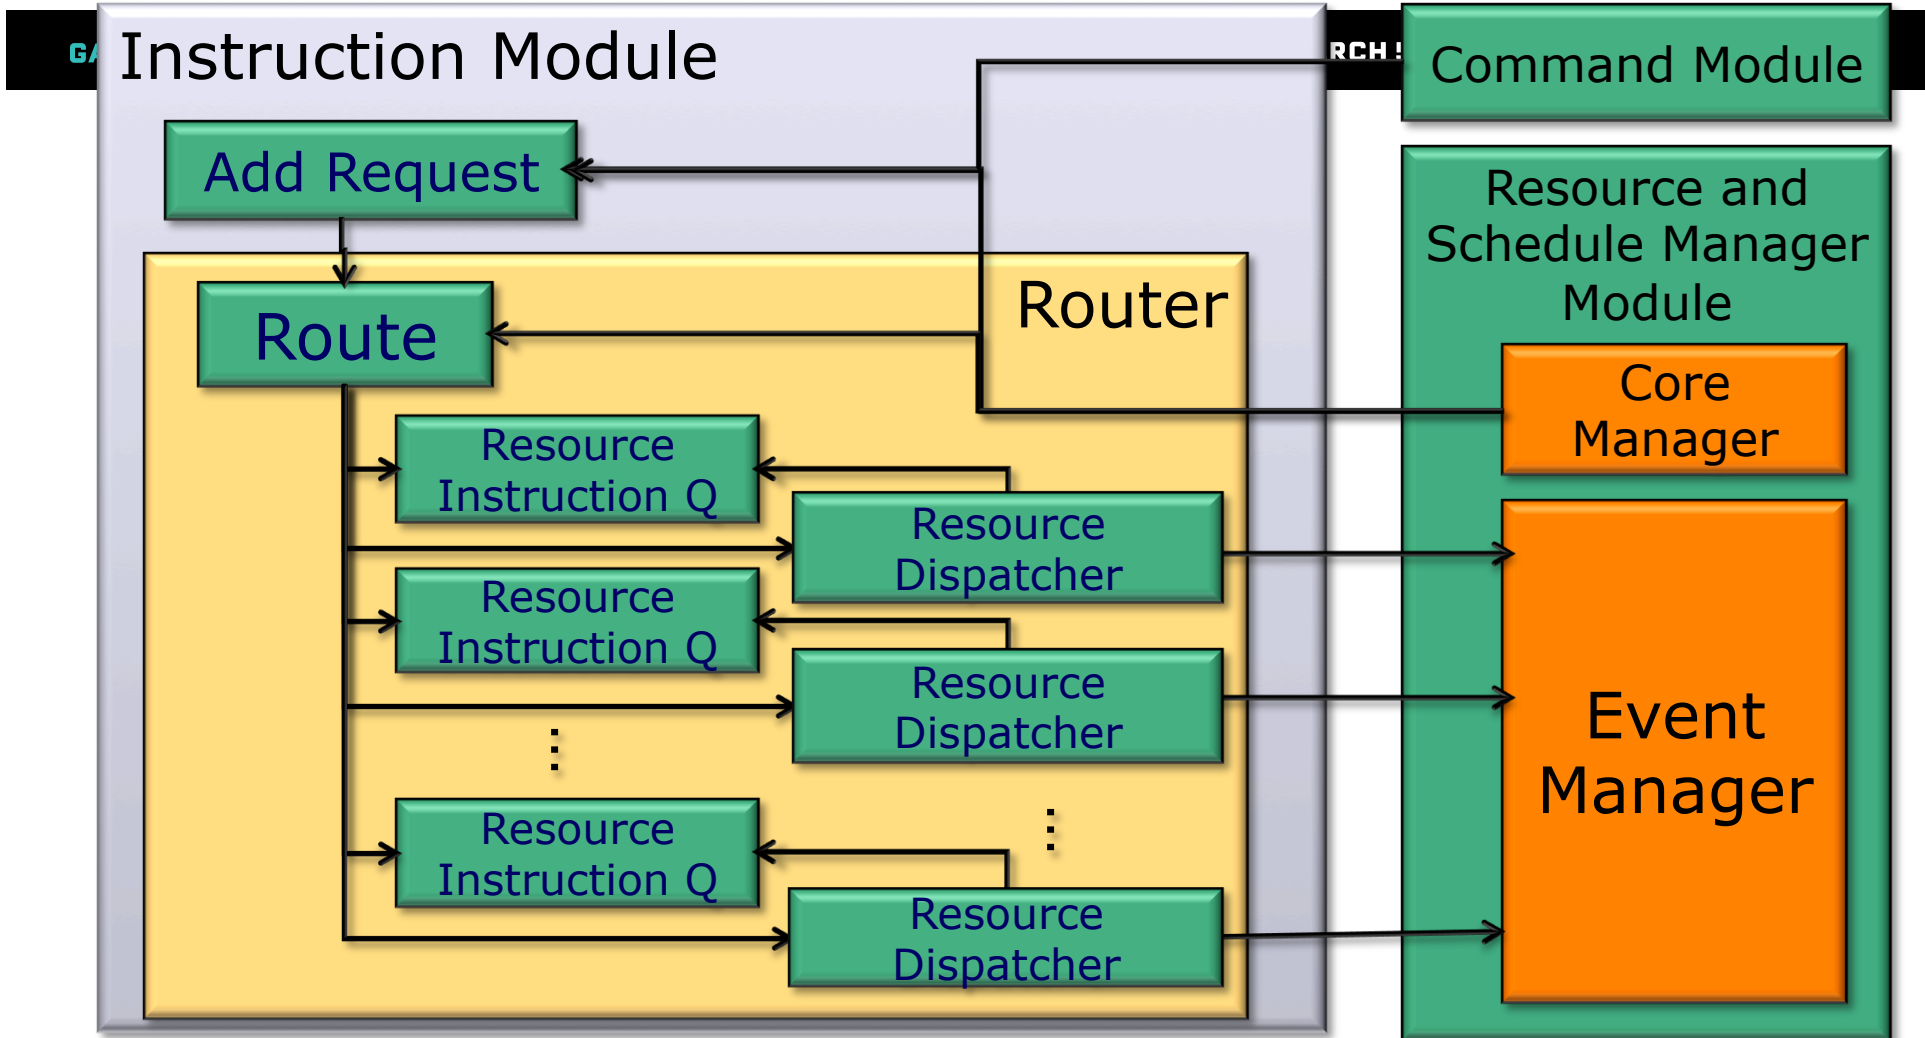 Instruction Module
RCH!
Command Module
Add Request
Resource and
Schedule Manager
Module
Router
Route
Core
Manager
Resource
Instruction Q
Resource
Dispatcher
Resource
Instruction Q
Resource
Dispatcher
Event
Manager
Resource
Instruction Q
Resource
Dispatcher